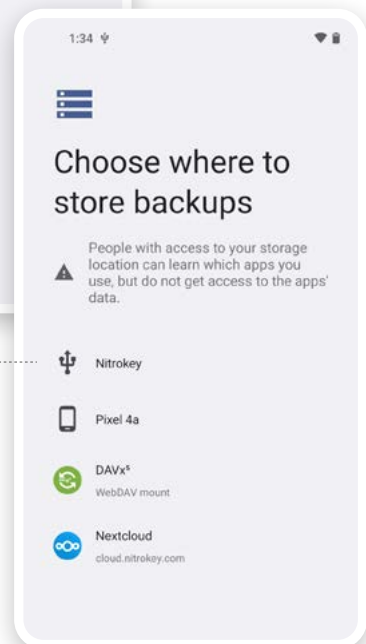 1:34
Choose where to
store backups
People with access to your storage
location can learn which apps you
use, but do not get access to the apps'
data.
Nitrokey
Pixel 4a
DAVx⁵
WebDAV mount
Nextcloud
cloud.nitrokey.com